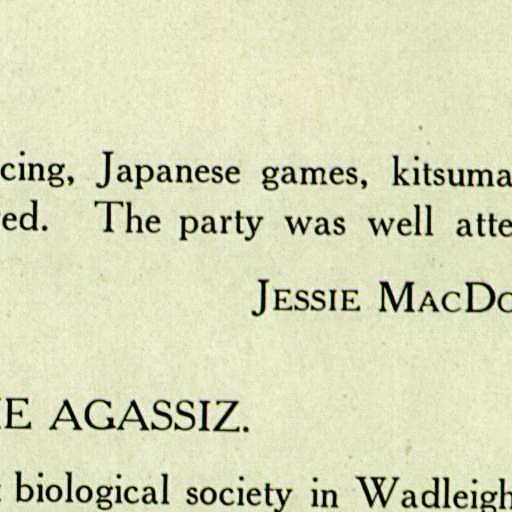 cing, Japanese games, kitsuma
ed. The party was well atte
JESSIE MACDO
E AGASSIZ.
biological society in Wadleigh